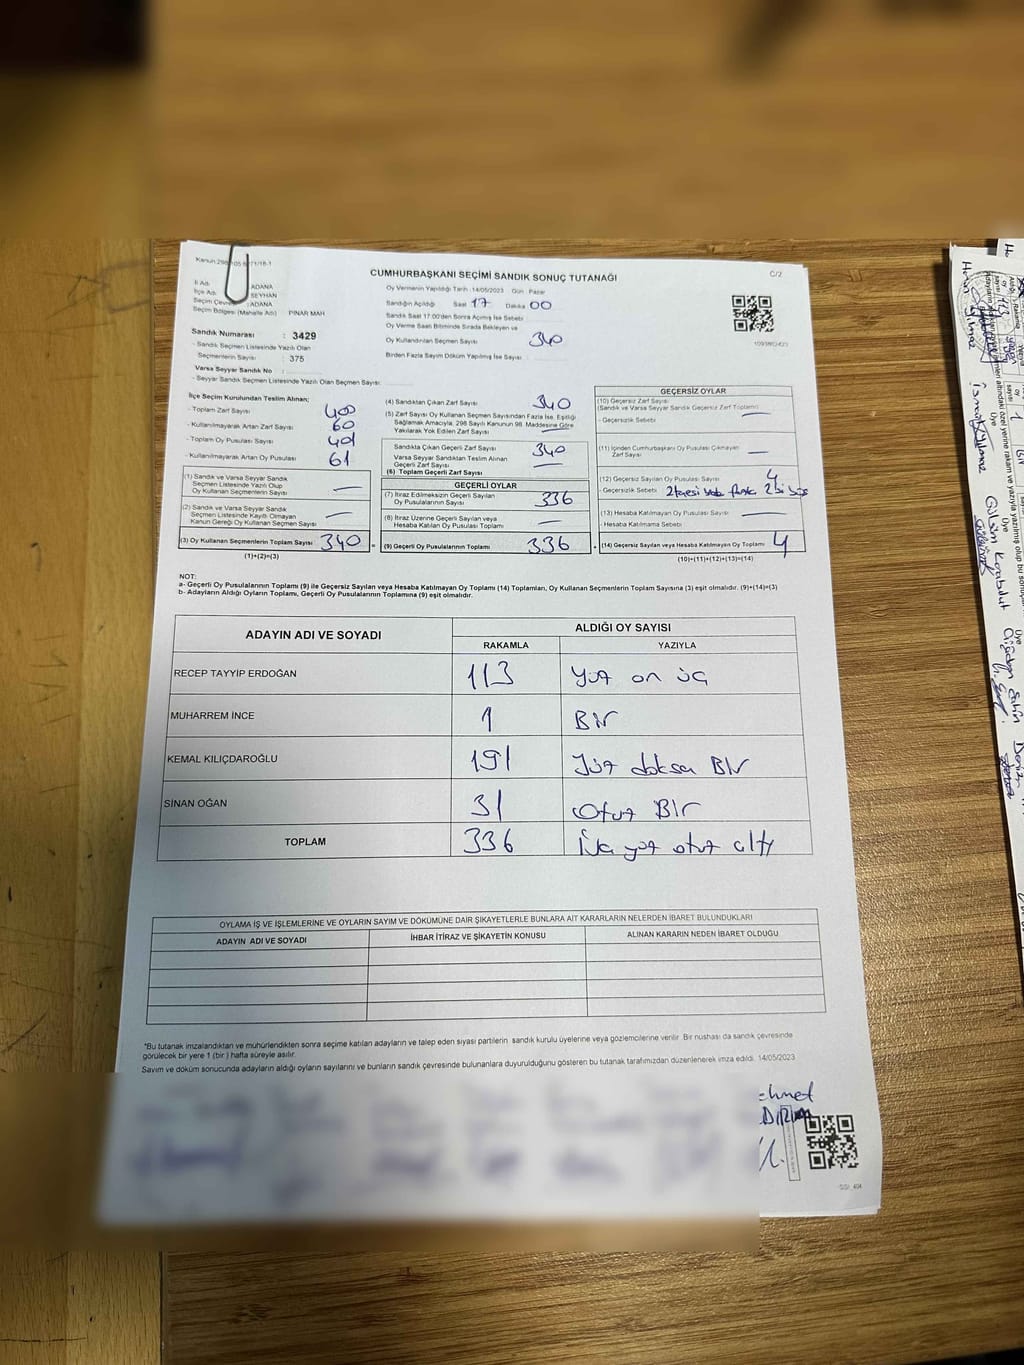 CUMHURBAŞKANI SEÇİMİ SANDIK SONUÇ TUTANAĞI
C/2
İl Adı : ADANA
İlçe Adı : SEYHAN
Seçim Çevresi : ADANA
Seçim Bölgesi (Mahalle Adı) PINAR MAH
Sandık Numarası : 3429
- Sandık Seçmen Listesinde Yazılı Olan
Seçmenlerin Sayısı : 375
Varsa Seyyar Sandık No :
- Seyyar Sandık Seçmen Listesinde Yazılı Olan Seçmen Sayısı:
Oy Vermenin Yapıldığı Tarih : 14/05/2023 Gün : Pazar
Sandığın Açıldığı Saat 17 Dakika 00
Sandık Saat 17:00'den Sonra Açılmış İse Sebebi
Oy Verme Saati Bitiminde Sırada Bekleyen ve
Oy Kullandırılan Seçmen Sayısı 340
Birden Fazla Sayım Döküm Yapılmış İse Sayısı :
İlçe Seçim Kurulundan Teslim Alınan;
- Toplam Zarf Sayısı 400
- Kullanılmayarak Artan Zarf Sayısı 60
- Toplam Oy Pusulası Sayısı 401
- Kullanılmayarak Artan Oy Pusulası 61
(1) Sandık ve Varsa Seyyar Sandık
Seçmen Listesinde Yazılı Olup
Oy Kullanan Seçmenlerin Sayısı —
(2) Sandık ve Varsa Seyyar Sandık
Seçmen Listesinde Kayıtlı Olmayan
Kanun Gereği Oy Kullanan Seçmen Sayısı —
(3) Oy Kullanan Seçmenlerin Toplam Sayısı 340
(1)+(2)=(3)
(4) Sandıktan Çıkan Zarf Sayısı 340
(5) Zarf Sayısı Oy Kullanan Seçmen Sayısından Fazla İse, Eşitliği
Sağlamak Amacıyla, 298 Sayılı Kanunun 98. Maddesine Göre
Yakılarak Yok Edilen Zarf Sayısı —
Sandıkta Çıkan Geçerli Zarf Sayısı 340
Varsa Seyyar Sandıktan Teslim Alınan
Geçerli Zarf Sayısı —
(6) Toplam Geçerli Zarf Sayısı
GEÇERLİ OYLAR
(7) İtiraz Edilmeksizin Geçerli Sayılan
Oy Pusulalarının Sayısı 336
(8) İtiraz Üzerine Geçerli Sayılan veya
Hesaba Katılan Oy Pusulası Toplamı —
(9) Geçerli Oy Pusulalarının Toplamı 336
GEÇERSİZ OYLAR
(10) Geçersiz Zarf Sayısı
(Sandık ve Varsa Seyyar Sandık Geçersiz Zarf Toplamı) —
- Geçersizlik Sebebi
(11) İçinden Cumhurbaşkanı Oy Pusulası Çıkmayan
Zarf Sayısı —
(12) Geçersiz Sayılan Oy Pusulası Sayısı 4
- Geçersizlik Sebebi
(13) Hesaba Katılmayan Oy Pusulası Sayısı —
- Hesaba Katılmama Sebebi
(14) Geçersiz Sayılan veya Hesaba Katılmayan Oy Toplamı 4
(10)+(11)+(12)+(13)=(14)
NOT:
a- Geçerli Oy Pusulalarının Toplamı (9) ile Geçersiz Sayılan veya Hesaba Katılmayan Oy Toplamı (14) Toplamları, Oy Kullanan Seçmenlerin Toplam Sayısına (3) eşit olmalıdır. (9)+(14)=(3)
b- Adayların Aldığı Oyların Toplamı, Geçerli Oy Pusulalarının Toplamına (9) eşit olmalıdır.
ADAYIN ADI VE SOYADI ALDIĞI OY SAYISI
RAKAMLA YAZIYLA
RECEP TAYYİP ERDOĞAN 113 Yüz on üç
MUHARREM İNCE 1 Bir
KEMAL KILIÇDAROĞLU 191 Yüz doksan Bir
SİNAN OĞAN 31 Otuz Bir
TOPLAM 336 İki yüz otuz altı
OYLAMA İŞ VE İŞLEMLERİNE VE OYLARIN SAYIM VE DÖKÜMÜNE DAİR ŞİKAYETLERLE BUNLARA AİT KARARLARIN NELERDEN İBARET BULUNDUKLARI
ADAYIN ADI VE SOYADI İHBAR İTİRAZ VE ŞİKAYETİN KONUSU ALINAN KARARIN NEDEN İBARET OLDUĞU
*Bu tutanak imzalandıktan ve mühürlendikten sonra seçime katılan adayların ve talep eden siyasi partilerin sandık kurulu üyelerine veya gözlemcilerine verilir. Bir nüshası da sandık çevresinde
görülecek bir yere 1 (bir ) hafta süreyle asılır.
Sayım ve döküm sonucunda adayların aldığı oyların sayılarını ve bunların sandık çevresinde bulunanlara duyurulduğunu gösteren bu tutanak tarafımızdan düzenlenerek imza edildi. 14/05/2023